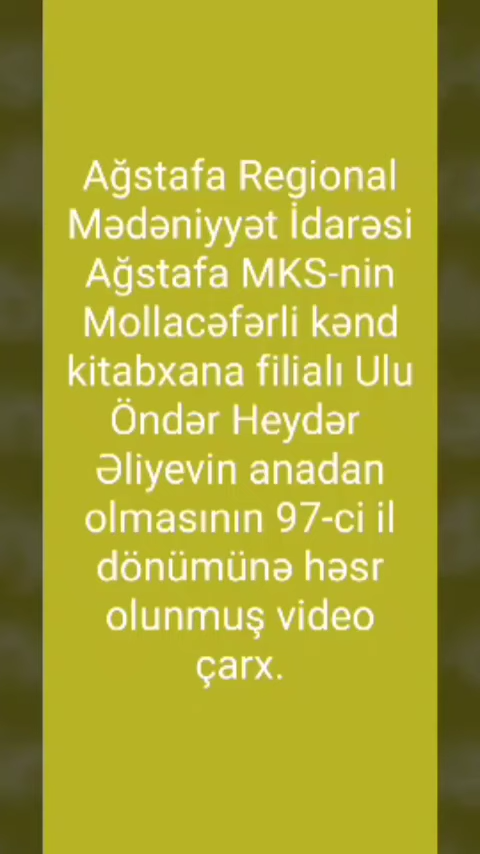 Ağstafa Regional
Mədəniyyət İdarəsi
Ağstafa MKS-nin
Mollacəfərli kənd
kitabxana filialı Ulu
Öndər Heydər
Əliyevin anadan
olmasının 97-ci il
dönümünə həsr
olunmuş video
çarx.